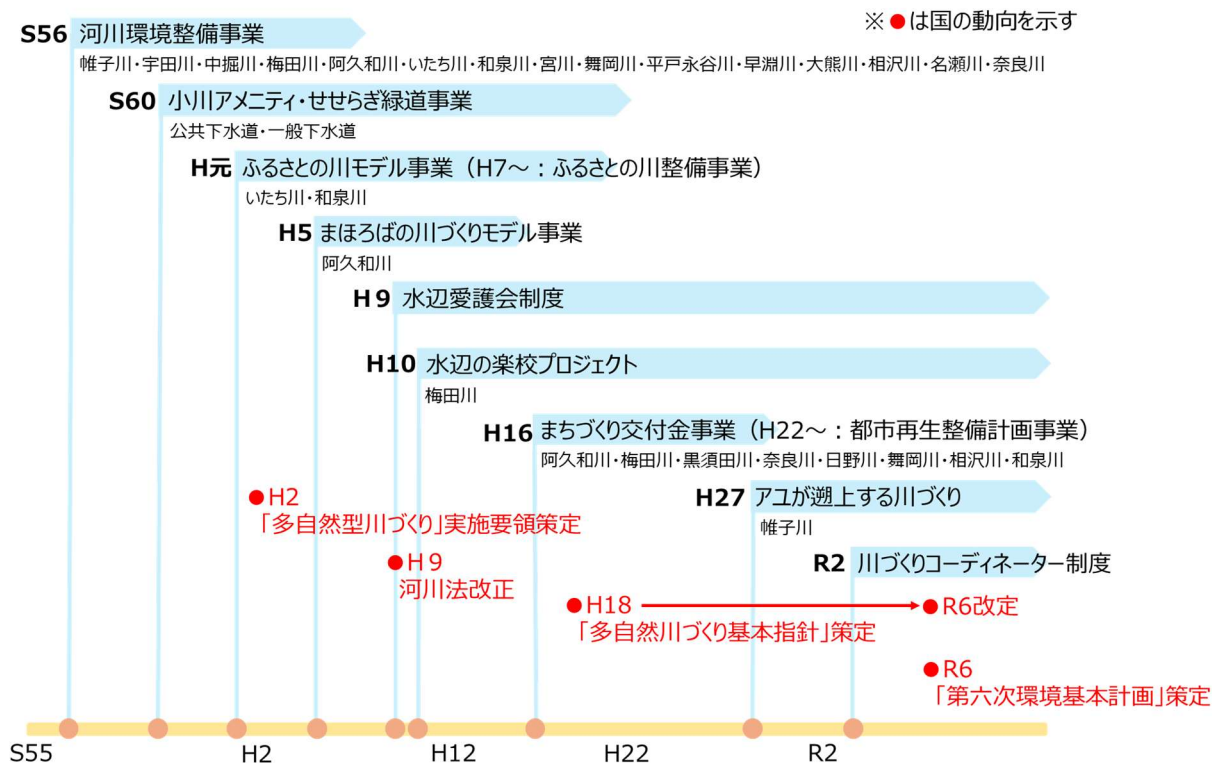 ※●は国の動向を示す
S56 河川環境整備事業
帷子川・宇田川・中掘川・梅田川・阿久和川・いたち川・和泉川・宮川・舞岡川・平戸永谷川・早淵川・大熊川・相沢川・名瀬川・奈良川
S60 小川アメニティ・せせらぎ緑道事業
公共下水道・一般下水道
H元 ふるさとの川モデル事業（H7～：ふるさとの川整備事業）
いたち川・和泉川
H5 まほろばの川づくりモデル事業
阿久和川
H９ 水辺愛護会制度
H10 水辺の楽校プロジェクト
梅田川
H16 まちづくり交付金事業（H22～：都市再生整備計画事業）
阿久和川・梅田川・黒須田川・奈良川・日野川・舞岡川・相沢川・和泉川
H27 アユが遡上する川づくり
帷子川
R2 川づくりコーディネーター制度
●H2
「多自然型川づくり」実施要領策定
●H９
河川法改正
●H18
「多自然川づくり基本指針」策定
●R6改定
●R6
「第六次環境基本計画」策定
S55 H2 H12 H22 R2